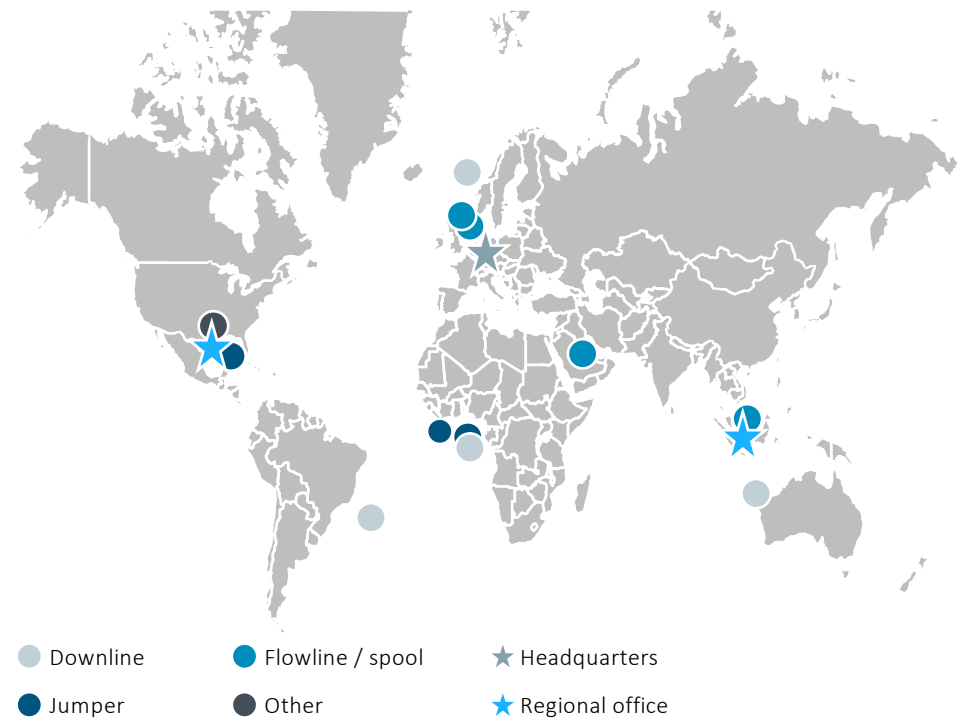 Downline
Flowline / spool
Headquarters
Jumper
Other
Regional office